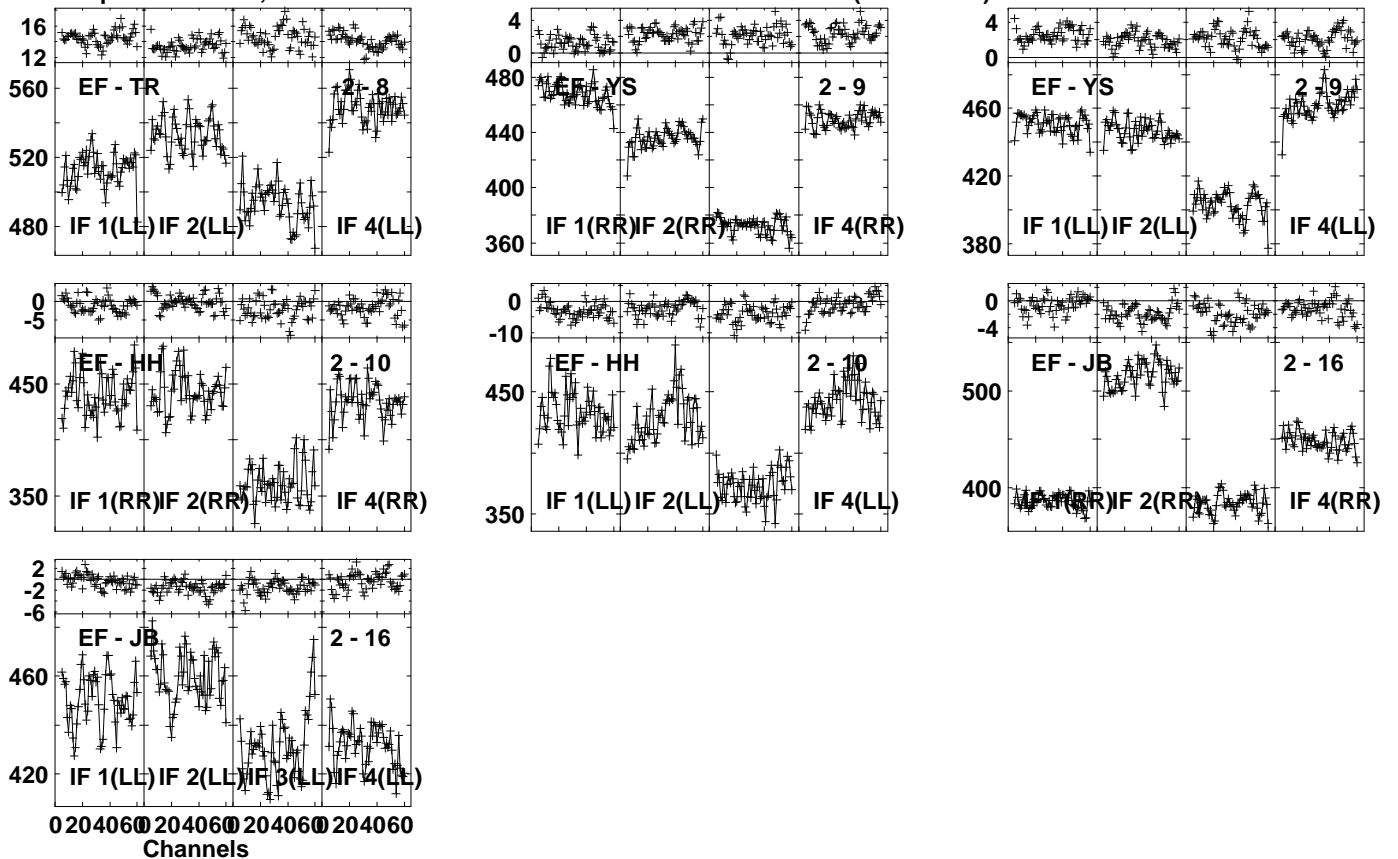 16
12
EF - TR 2 - 8
560
520
480
IF 1(LL) IF 2(LL) IF 4(LL)
4
0
EF - YS 2 - 9
480
440
400
360
IF 1(RR) IF 2(RR) IF 4(RR)
4
0
EF - YS 2 - 9
460
420
380
IF 1(LL) IF 2(LL) IF 4(LL)
0
-5
EF - HH 2 - 10
450
350
IF 1(RR) IF 2(RR) IF 4(RR)
0
-10
EF - HH 2 - 10
450
350
IF 1(LL) IF 2(LL) IF 4(LL)
0
-4
EF - JB 2 - 16
500
400
IF 1(RR) IF 2(RR) IF 4(RR)
2
-2
-6
EF - JB 2 - 16
460
420
IF 1(LL) IF 2(LL) IF 3(LL) IF 4(LL)
0 20 40 60 0 20 40 60 0 20 40 60 0 20 40 60
Channels